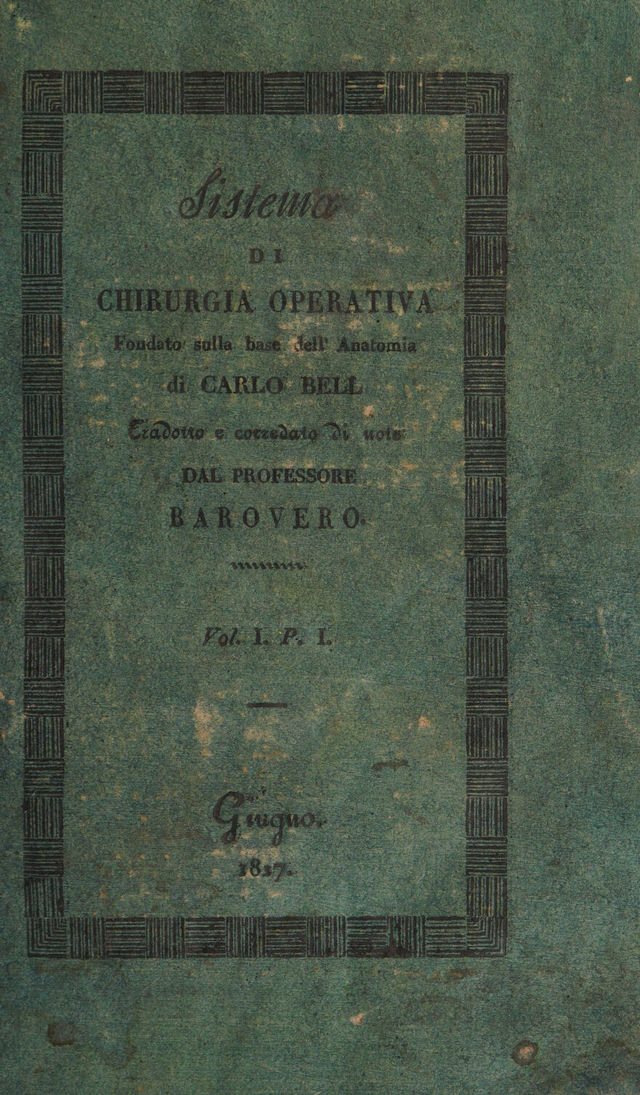 Sistema
DI
CHIRURGIA OPERATIVA
Fondato sulla base dell' Anatomia
di CARLO BELL
Tradotto e corredato di note
DAL PROFESSORE
BAROVERO.
Vol. I. P. I.
Giugno.
1817.